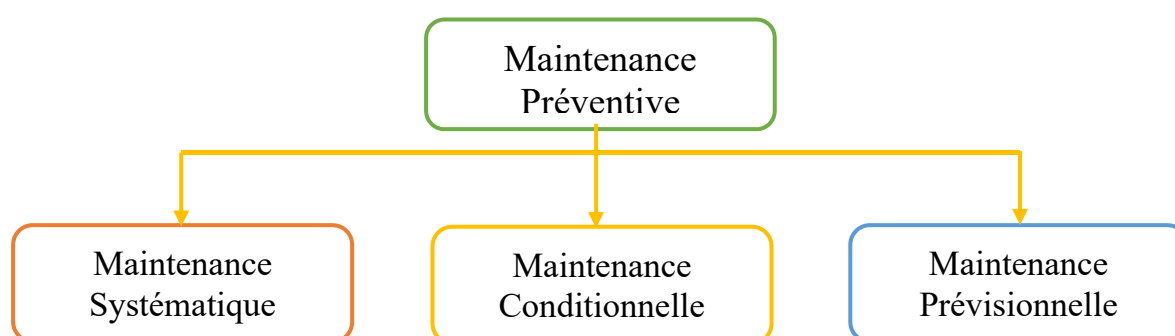 Maintenance
Préventive
Maintenance
Systématique
Maintenance
Conditionnelle
Maintenance
Prévisionnelle